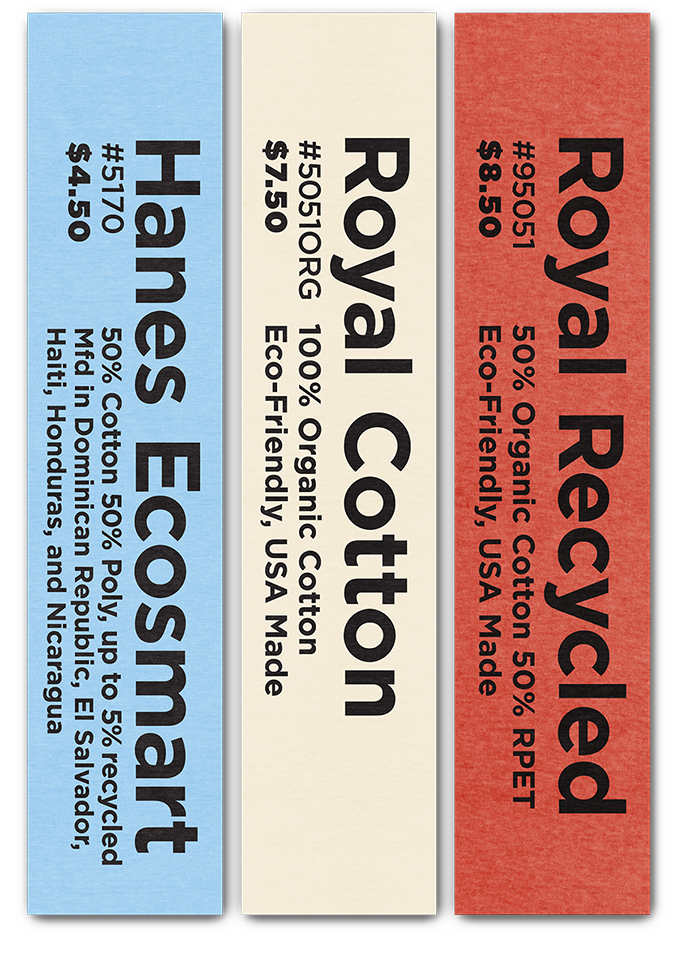 Hanes Ecosmart
#5170
$4.50
50% Cotton 50% Poly, up to 5% recycled
Mfd in Dominican Republic, El Salvador,
Haiti, Honduras, and Nicaragua
Royal Cotton
#5051ORG
$7.50
100% Organic Cotton
Eco-Friendly, USA Made
Royal Recycled
#95051
$8.50
50% Organic Cotton 50% RPET
Eco-Friendly, USA Made